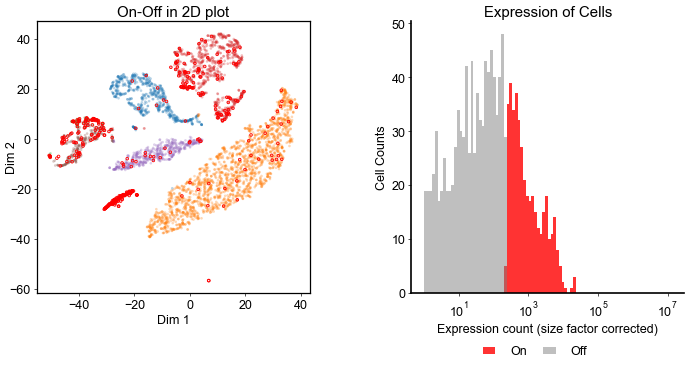 On-Off in 2D plot
40
20
0
−20
−40
−60
Dim 2
−40 −20 0 20 40
Dim 1
Expression of Cells
50
40
30
20
10
0
Cell Counts
10^1 10^3 10^5 10^7
Expression count (size factor corrected)
On Off